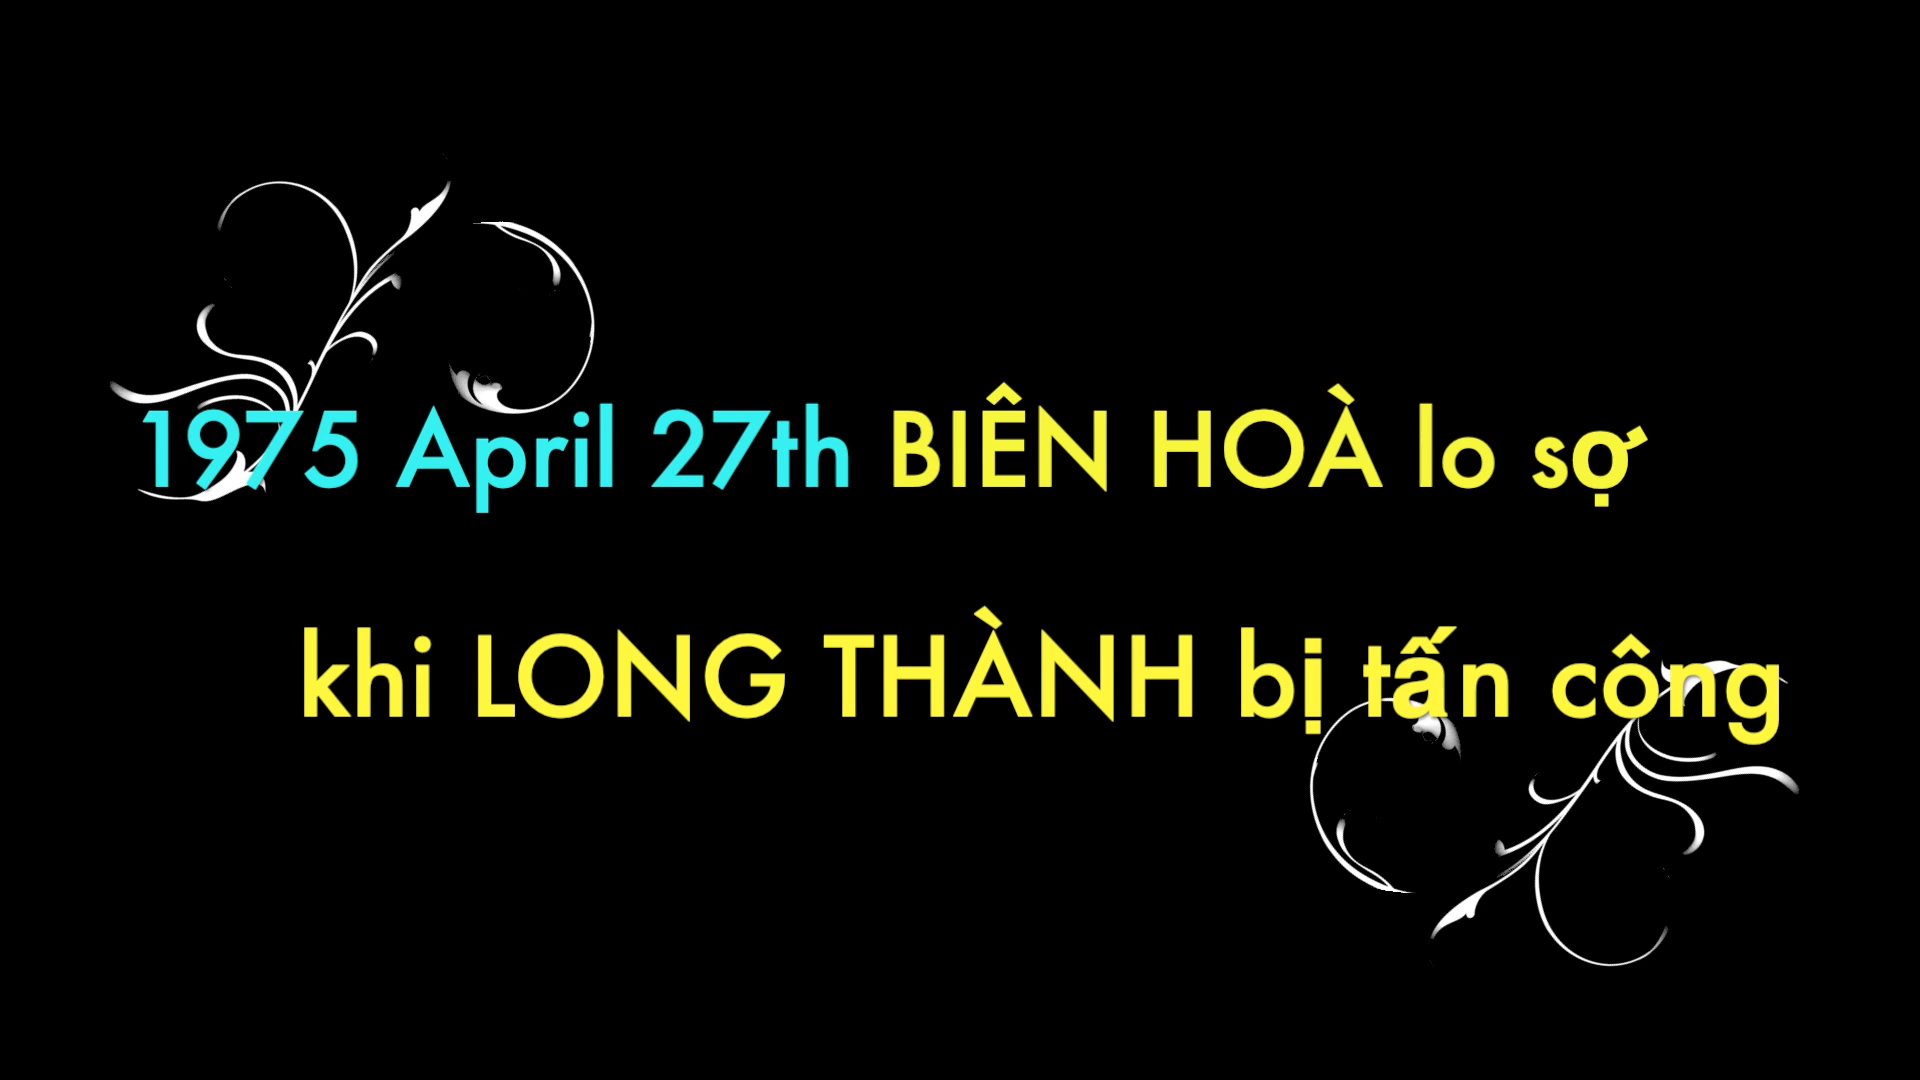 1975 April 27th BIÊN HOÀ lo sợ
khi LONG THÀNH bị tấn công